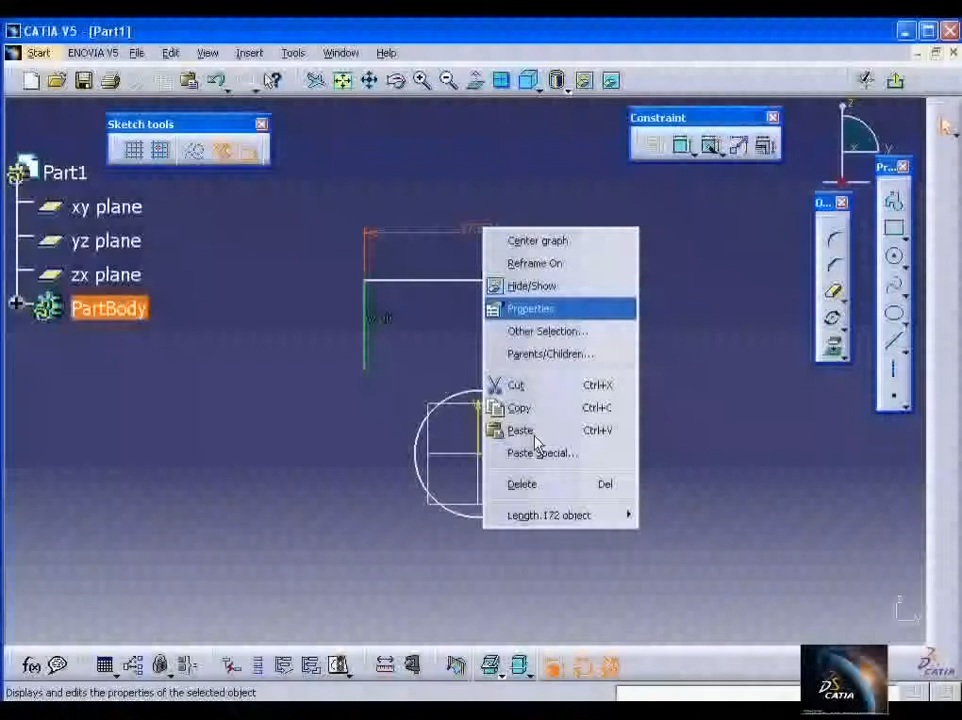 CATIA V5 - [Part1]
Start ENOVIA V5 File Edit View Insert Tools Window Help
Sketch tools
Constraint
z
x y
Pr...
O...
Part1
xy plane
yz plane
zx plane
PartBody
Center graph
Reframe On
Hide/Show
Properties
Other Selection...
Parents/Children...
Cut Ctrl+X
Copy Ctrl+C
Paste Ctrl+V
Paste Special...
Delete Del
Length.172 object
f(x)
Displays and edits the properties of the selected object
CATIA